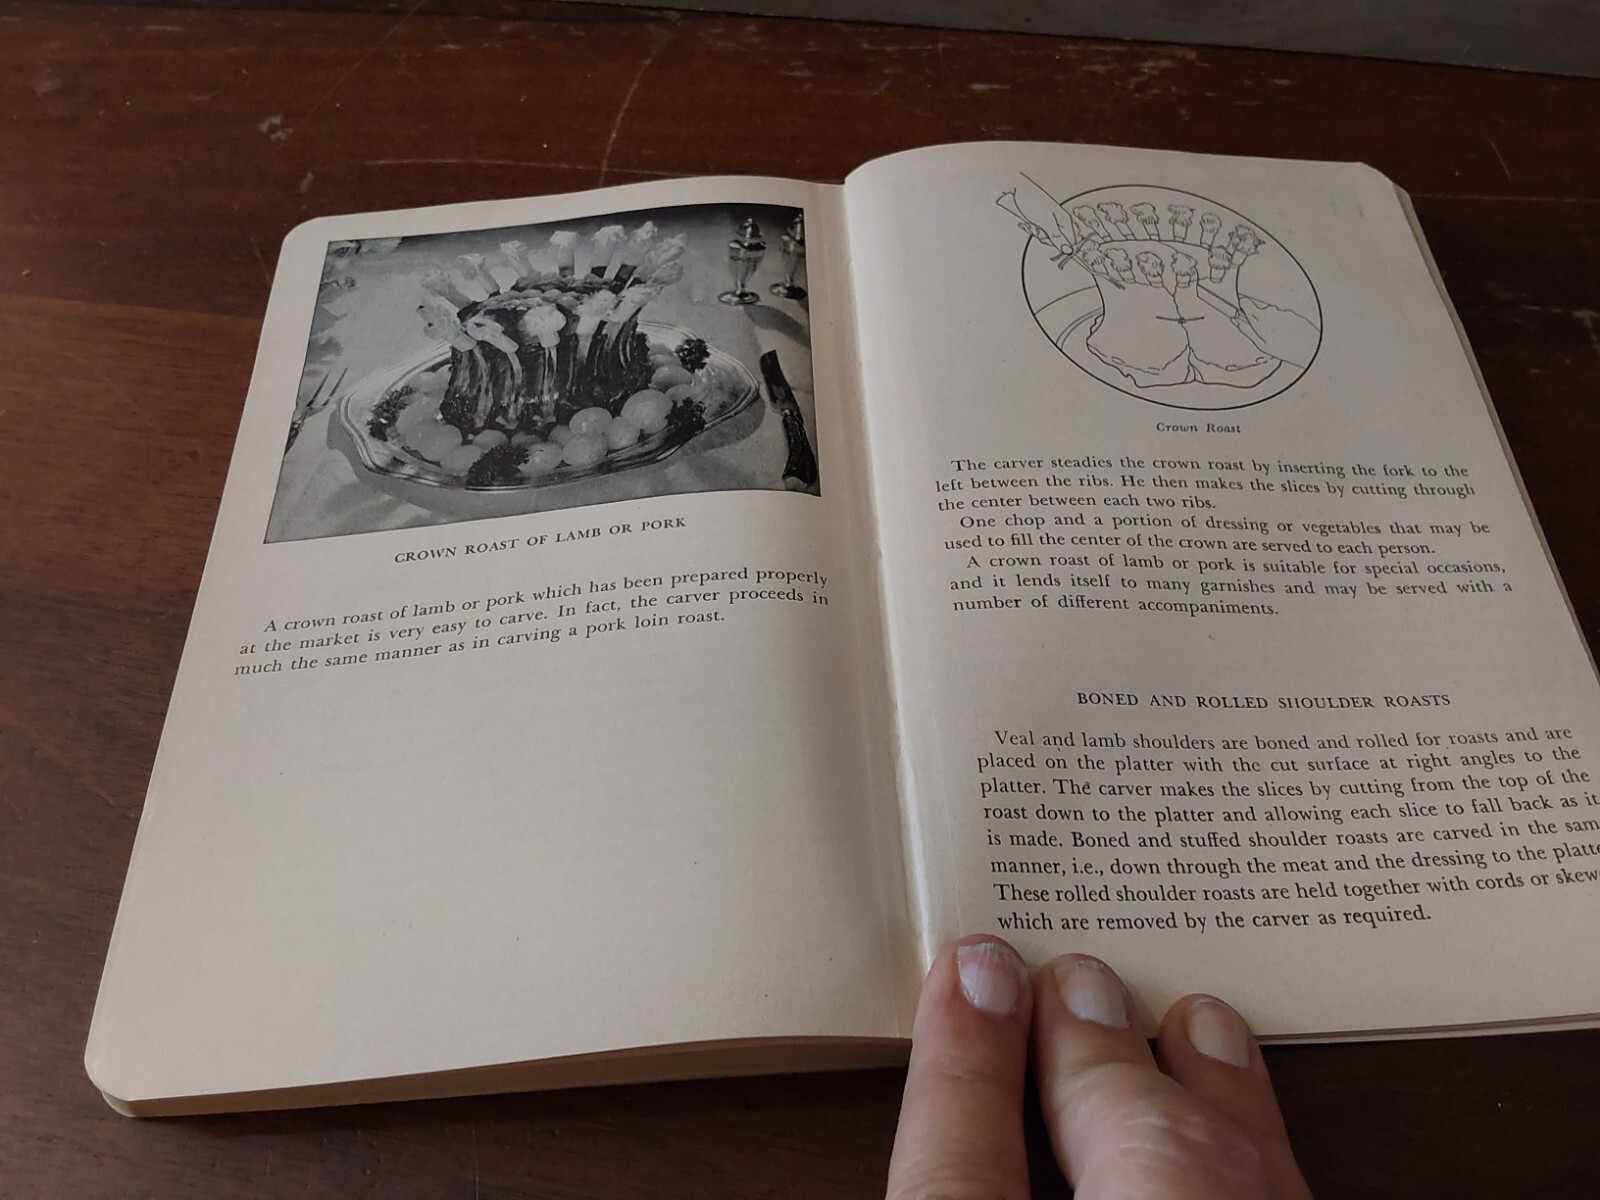 CROWN ROAST OF LAMB OR PORK
A crown roast of lamb or pork which has been prepared properly
at the market is very easy to carve. In fact, the carver proceeds in
much the same manner as in carving a pork loin roast.
Crown Roast
The carver steadies the crown roast by inserting the fork to the
left between the ribs. He then makes the slices by cutting through
the center between each two ribs.
One chop and a portion of dressing or vegetables that may be
used to fill the center of the crown are served to each person.
A crown roast of lamb or pork is suitable for special occasions,
and it lends itself to many garnishes and may be served with a
number of different accompaniments.
BONED AND ROLLED SHOULDER ROASTS
Veal and lamb shoulders are boned and rolled for roasts and are
placed on the platter with the cut surface at right angles to the
platter. The carver makes the slices by cutting from the top of the
roast down to the platter and allowing each slice to fall back as it
is made. Boned and stuffed shoulder roasts are carved in the sam
manner, i.e., down through the meat and the dressing to the platte
These rolled shoulder roasts are held together with cords or skew
which are removed by the carver as required.